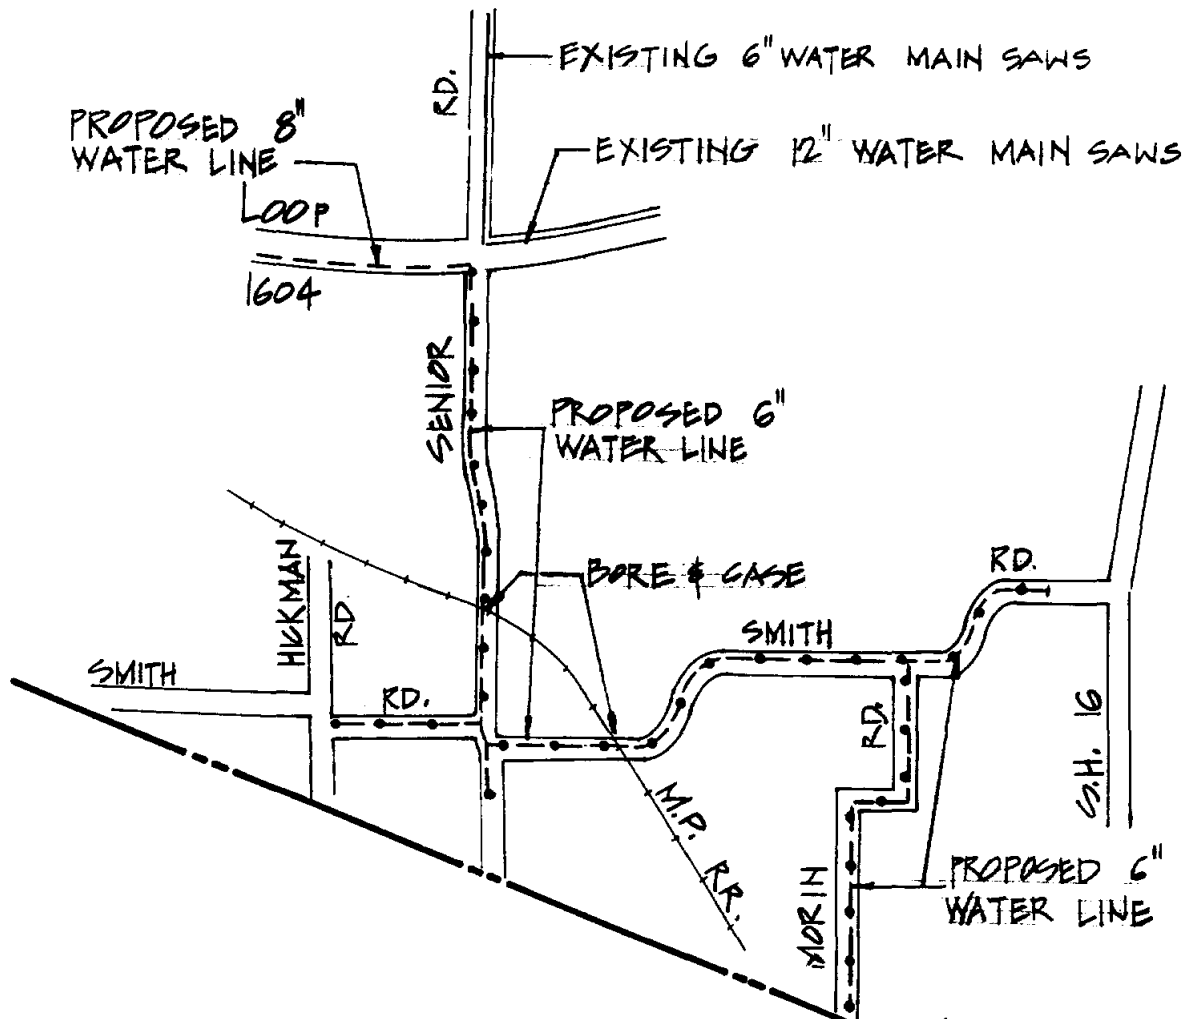 EXISTING 6" WATER MAIN SAWS
RD.
PROPOSED 8"
WATER LINE
EXISTING 12" WATER MAIN SAWS
LOOP
1604
SENIOR
PROPOSED 6"
WATER LINE
HICKMAN
RD.
BORE & CASE
RD.
SMITH
SMITH
RD.
RD.
S.H. 16
M.P. RR.
MORIN
PROPOSED 6"
WATER LINE